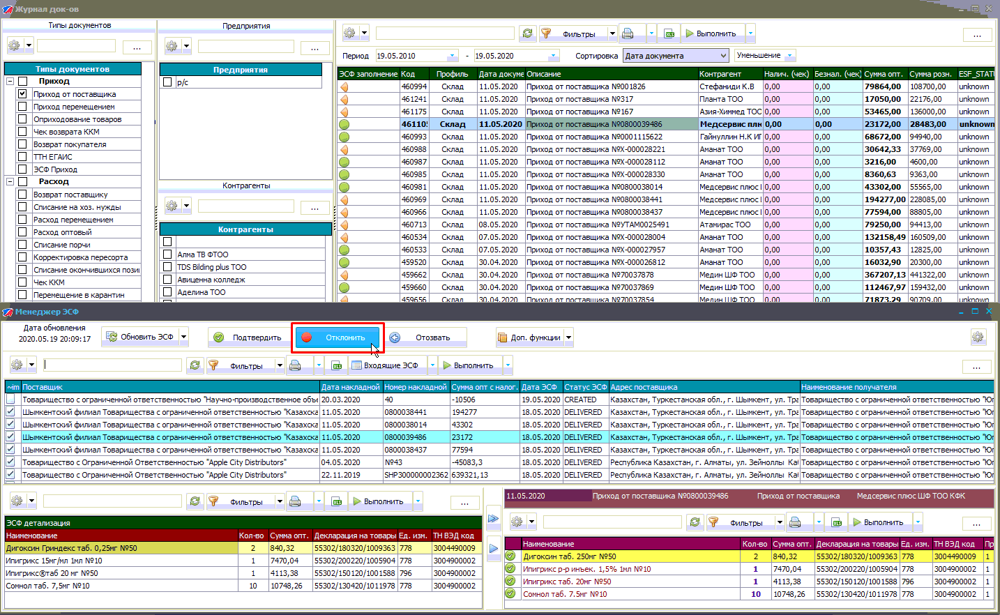 Журнал док-ов
Типы документов
Предприятия
Фильтры
Выполнить
...
...
...
Период 19.05.2010 - 19.05.2020 Сортировка Дата документа Уменьшение
Типы документов
Приход
Приход от поставщика
Приход перемещением
Оприходование товаров
Чек возврата ККМ
Возврат покупателя
ТТН ЕГАИС
ЭСФ Приход
Расход
Возврат поставщику
Списание на хоз. нужды
Расход перемещением
Расход оптовый
Списание порчи
Корректировка пересорта
Списание окончившихся пози
Чек ККМ
Перемещение в карантин
Предприятия
р/с
Контрагенты
...
Контрагенты
Алма ТВ ФТОО
TDS Bilding plus ТОО
Авиценна колледж
Аделина ТОО
ЭСФ заполнение Код Профиль Дата докуме Описание Контрагент Налич. (чек) Безнал. (чек) Сумма опт. Сумма розн. ESF_STATU
460994 Склад 11.05.2020 Приход от поставщика №001826 Стефаниди К.В 0,00 0,00 79864,00 108700,00 unknown
461241 Склад 11.05.2020 Приход от поставщика №317 Планта ТОО 0,00 0,00 17050,00 22176,00 unknown
461175 Склад 11.05.2020 Приход от поставщика №167 Азия-Химмед ТОО 0,00 0,00 53465,00 136000,00 unknown
461105 Склад 11.05.2020 Приход от поставщика №0800039486 Медсервис плю 0,00 0,00 23172,00 28483,00 unknown
460993 Склад 11.05.2020 Приход от поставщика №0001115622 Гайнуллин Н.К ИГ 0,00 0,00 68672,00 94940,00 unknown
460988 Склад 11.05.2020 Приход от поставщика №X-000028221 Аманат ТОО 0,00 0,00 30642,33 37769,00 unknown
460987 Склад 11.05.2020 Приход от поставщика №X-000028112 Аманат ТОО 0,00 0,00 3216,00 4600,00 unknown
460985 Склад 11.05.2020 Приход от поставщика №X-000028330 Аманат ТОО 0,00 0,00 8360,63 9363,00 unknown
460981 Склад 11.05.2020 Приход от поставщика №0800038014 Медсервис плюс 0,00 0,00 43302,00 55565,00 unknown
460969 Склад 11.05.2020 Приход от поставщика №0800038441 Медсервис плюс 0,00 0,00 194277,00 228085,00 unknown
460966 Склад 11.05.2020 Приход от поставщика №0800038437 Медсервис плюс 0,00 0,00 77594,00 88805,00 unknown
460713 Склад 08.05.2020 Приход от поставщика №УТАМ0025491 Атамирас ТОО 0,00 0,00 79250,00 94413,00 unknown
460534 Склад 07.05.2020 Приход от поставщика №X-000028004 Аманат ТОО 0,00 0,00 132158,49 160509,00 unknown
460533 Склад 07.05.2020 Приход от поставщика №X-000027957 Аманат ТОО 0,00 0,00 10357,43 12825,00 unknown
459520 Склад 30.04.2020 Приход от поставщика №X-000026812 Аманат ТОО 0,00 0,00 16032,90 20300,00 unknown
459662 Склад 30.04.2020 Приход от поставщика №70037878 Медин ШФ ТОО 0,00 0,00 367207,13 441322,00 unknown
459660 Склад 30.04.2020 Приход от поставщика №70037869 Медин ШФ ТОО 0,00 0,00 112467,97 159432,00 unknown
459656 Склад 30.04.2020 Приход от поставщика №70037854 Медин ШФ ТОО 0,00 0,00 71873,29 90709,00 unknown
Менеджер ЭСФ
Дата обновления
2020.05.19 20:09:17
Обновить ЭСФ Подтвердить Отклонить Отозвать Доп. функции
Фильтры Входящие ЭСФ Выполнить ...
~im Поставщик Дата накладной Номер накладной Сумма опт с налог. Дата ЭСФ Статус ЭСФ Адрес поставщика Наименование получателя
Товарищество с ограниченной ответственностью "Научно-производственное объе 20.03.2020 40 -10506 19.05.2020 CREATED Казахстан, Туркестанская обл., г. Шымкент, ул. Тра Товарищество с ограниченной ответственностью "Юг
Шымкентский филиал Товарищества с ограниченной ответственностью "Казахска 11.05.2020 0800038441 194277 18.05.2020 DELIVERED Казахстан, Туркестанская обл., г. Шымкент, ул. Тра Товарищество с ограниченной ответственностью "Юг
Шымкентский филиал Товарищества с ограниченной ответственностью "Казахска 11.05.2020 0800038014 43302 18.05.2020 DELIVERED Казахстан, Туркестанская обл., г. Шымкент, ул. Тра Товарищество с ограниченной ответственностью "Юг
Шымкентский филиал Товарищества с ограниченной ответственностью "Казахска 11.05.2020 0800039486 23172 18.05.2020 DELIVERED Казахстан, Туркестанская обл., г. Шымкент, ул. Тра Товарищество с ограниченной ответственностью "Юг
Шымкентский филиал Товарищества с ограниченной ответственностью "Казахска 11.05.2020 0800038437 77594 18.05.2020 DELIVERED Казахстан, Туркестанская обл., г. Шымкент, ул. Тра Товарищество с ограниченной ответственностью "Юг
Товарищество с Ограниченной Ответственностью "Apple City Distributors" 04.05.2020 №43 -45083,3 18.05.2020 DELIVERED Республика Казахстан, г. Алматы, ул. Зейноллы Каб Товарищество с ограниченной ответственностью "Юг
Товарищество с Ограниченной Ответственностью "Apple City Distributors" 22.11.2019 SHP300000002362 639321,13 18.05.2020 DELIVERED Республика Казахстан, г. Алматы, ул. Зейноллы Каб Товарищество с ограниченной ответственностью "Юг
Фильтры Выполнить ...
ЭСФ детализация
Наименование Кол-во Сумма опт. Декларация на товары Ед. изм. ТН ВЭД код
Дигоксин Гриндекс таб. 0,25мг №50 2 840,32 55302/180320/1009363 778 3004490009
Ипигрикс 15мг/мл 1мл №10 1 7470,04 55302/200220/1005904 778 3004900002
Ипигрикс®таб 20 мг №50 1 4113,38 55302/150120/1001588 796 3004900002
Сомнол таб. 7,5мг №10 10 10748,26 55302/130420/1011978 778 3004900002
11.05.2020 Приход от поставщика №0800039486 Приход от поставщика Медсервис плюс ШФ ТОО КФК
Фильтры Выполнить ...
Наименование Кол-во Сумма опт. Декларация на товары Ед. изм. ТН ВЭД код Пр
Дигоксин таб. 250мг №50 2 840,32 55302/180320/1009363 778 3004490009 1
Ипигрикс р-р инъек. 1,5% 1мл №10 1 7470,04 55302/200220/1005904 778 3004900002 1
Ипигрикс таб. 20мг №50 1 4113,38 55302/150120/1001588 796 3004900002 1
Сомнол таб. 7.5мг №10 10 10748,26 55302/130420/1011978 778 3004900002 1